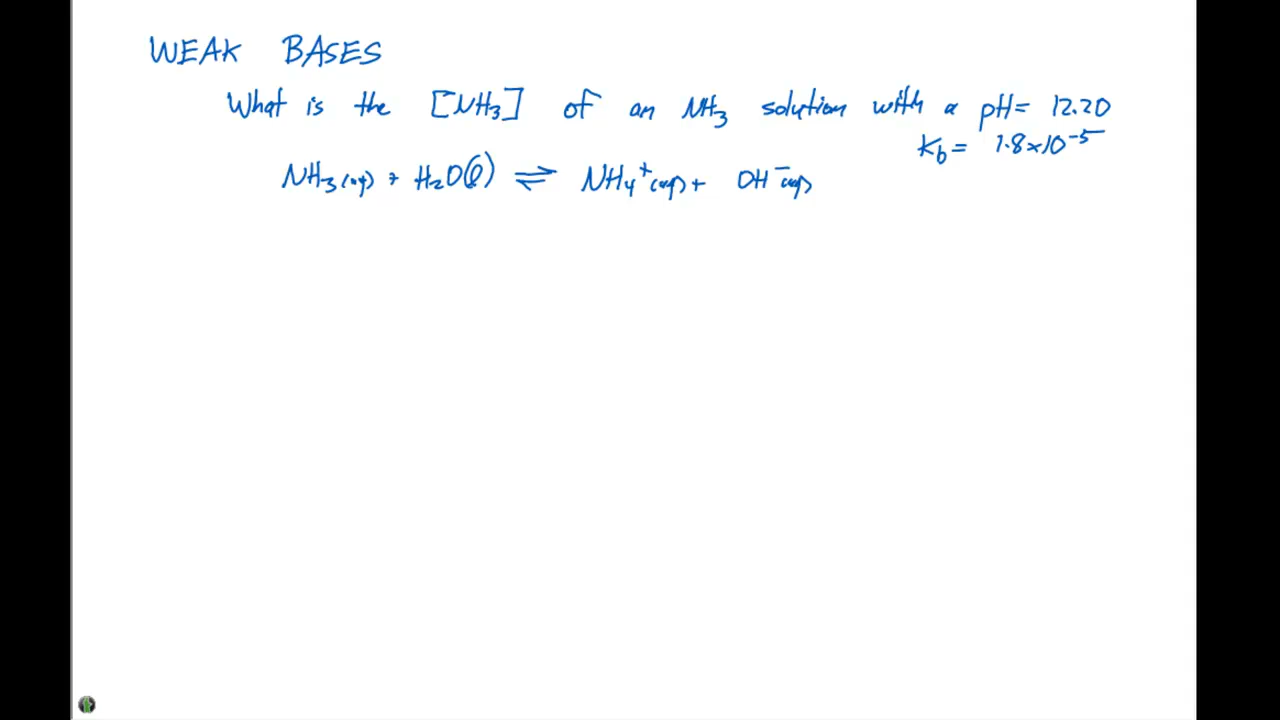 WEAK BASES
What is the [NH₃] of an NH₃ solution with a pH = 12.20
K_b = 1.8×10⁻⁵
NH₃(aq) + H₂O(l) ⇌ NH₄⁺(aq) + OH⁻(aq)